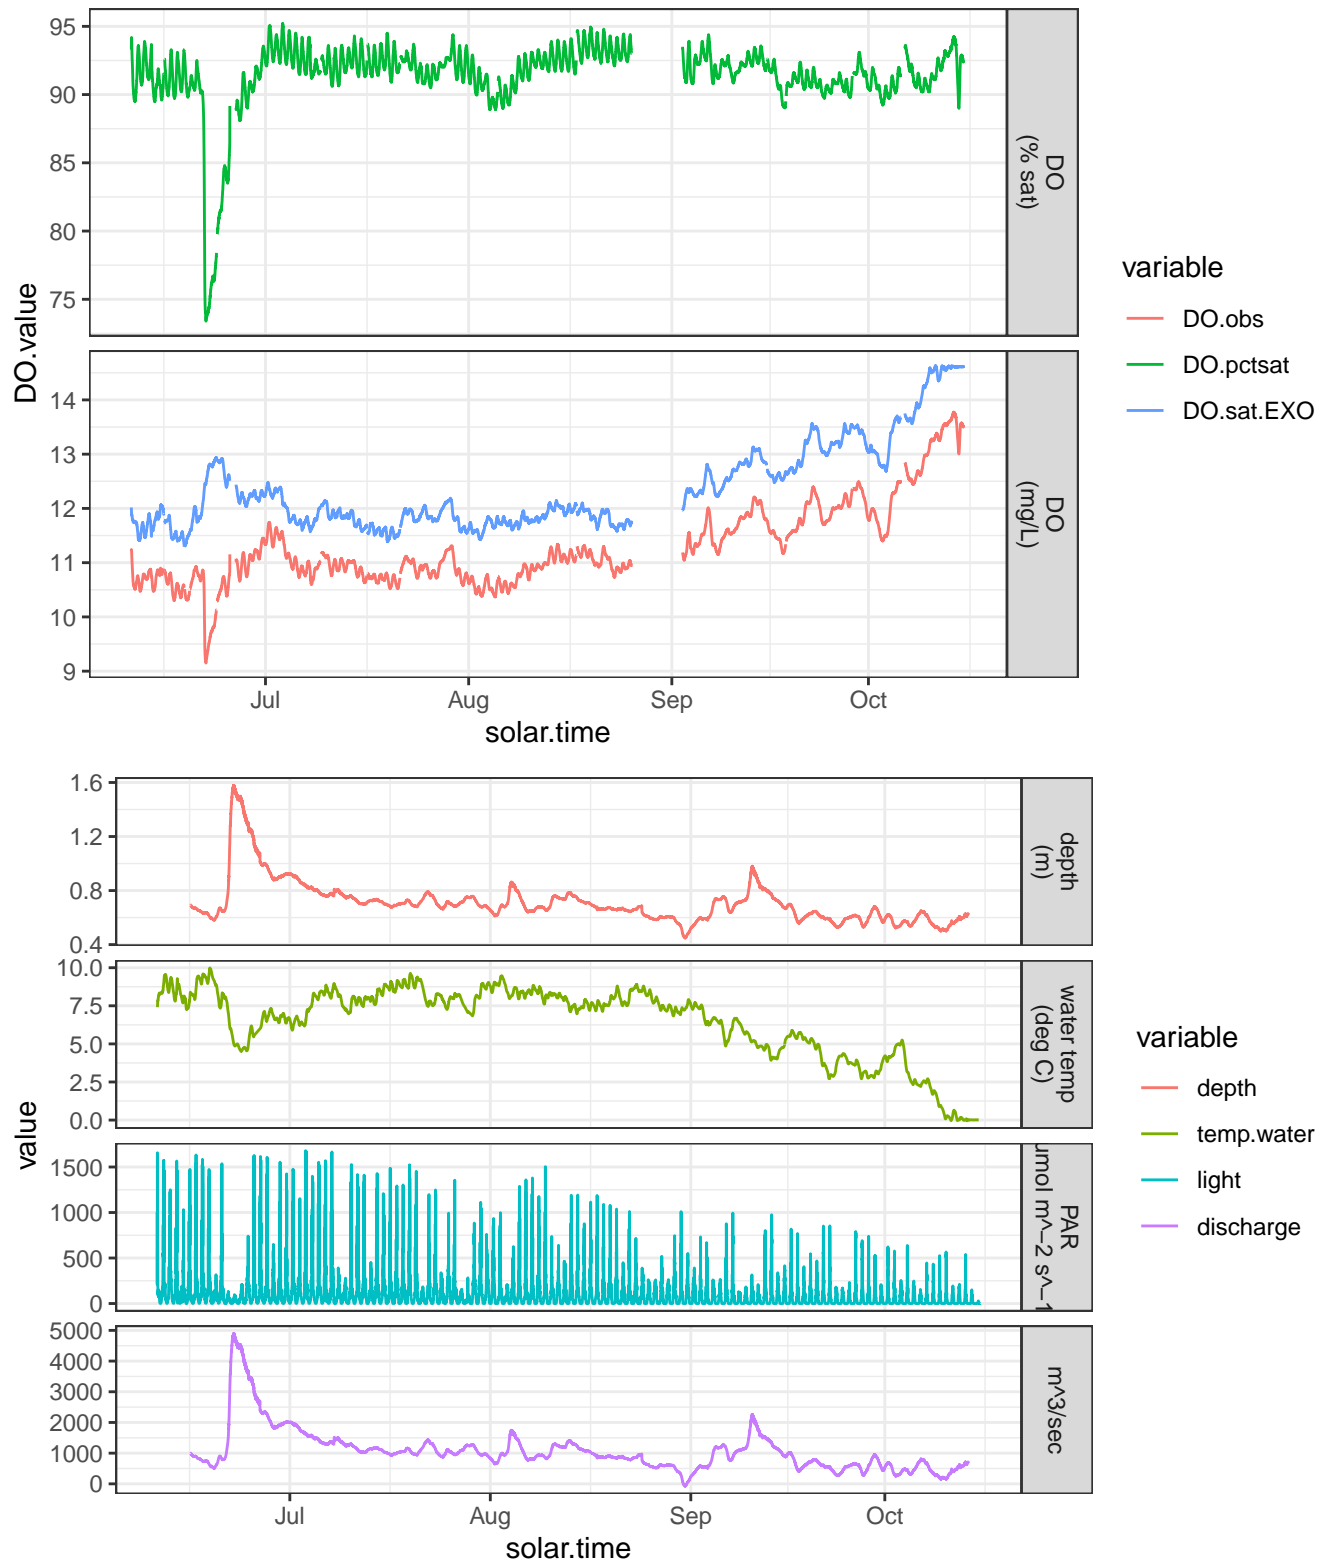 95
90
85
80
75
DO
(% sat)
DO.value
14
13
12
11
10
9
DO
(mg/L)
Jul
Aug
Sep
Oct
solar.time
variable
DO.obs
DO.pctsat
DO.sat.EXO
1.6
1.2
0.8
0.4
depth
(m)
10.0
7.5
5.0
2.5
0.0
water temp
(deg C)
value
1500
1000
500
0
PAR
umol m^-2 s^-1
5000
4000
3000
2000
1000
0
m^3/sec
Jul
Aug
Sep
Oct
solar.time
variable
depth
temp.water
light
discharge